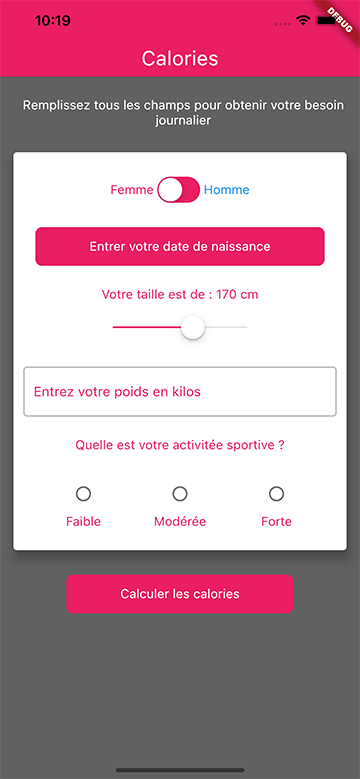 10:19
DEBUG
Calories
Remplissez tous les champs pour obtenir votre besoin
journalier
Femme Homme
Entrer votre date de naissance
Votre taille est de : 170 cm
Entrez votre poids en kilos
Quelle est votre activitée sportive ?
Faible Modérée Forte
Calculer les calories